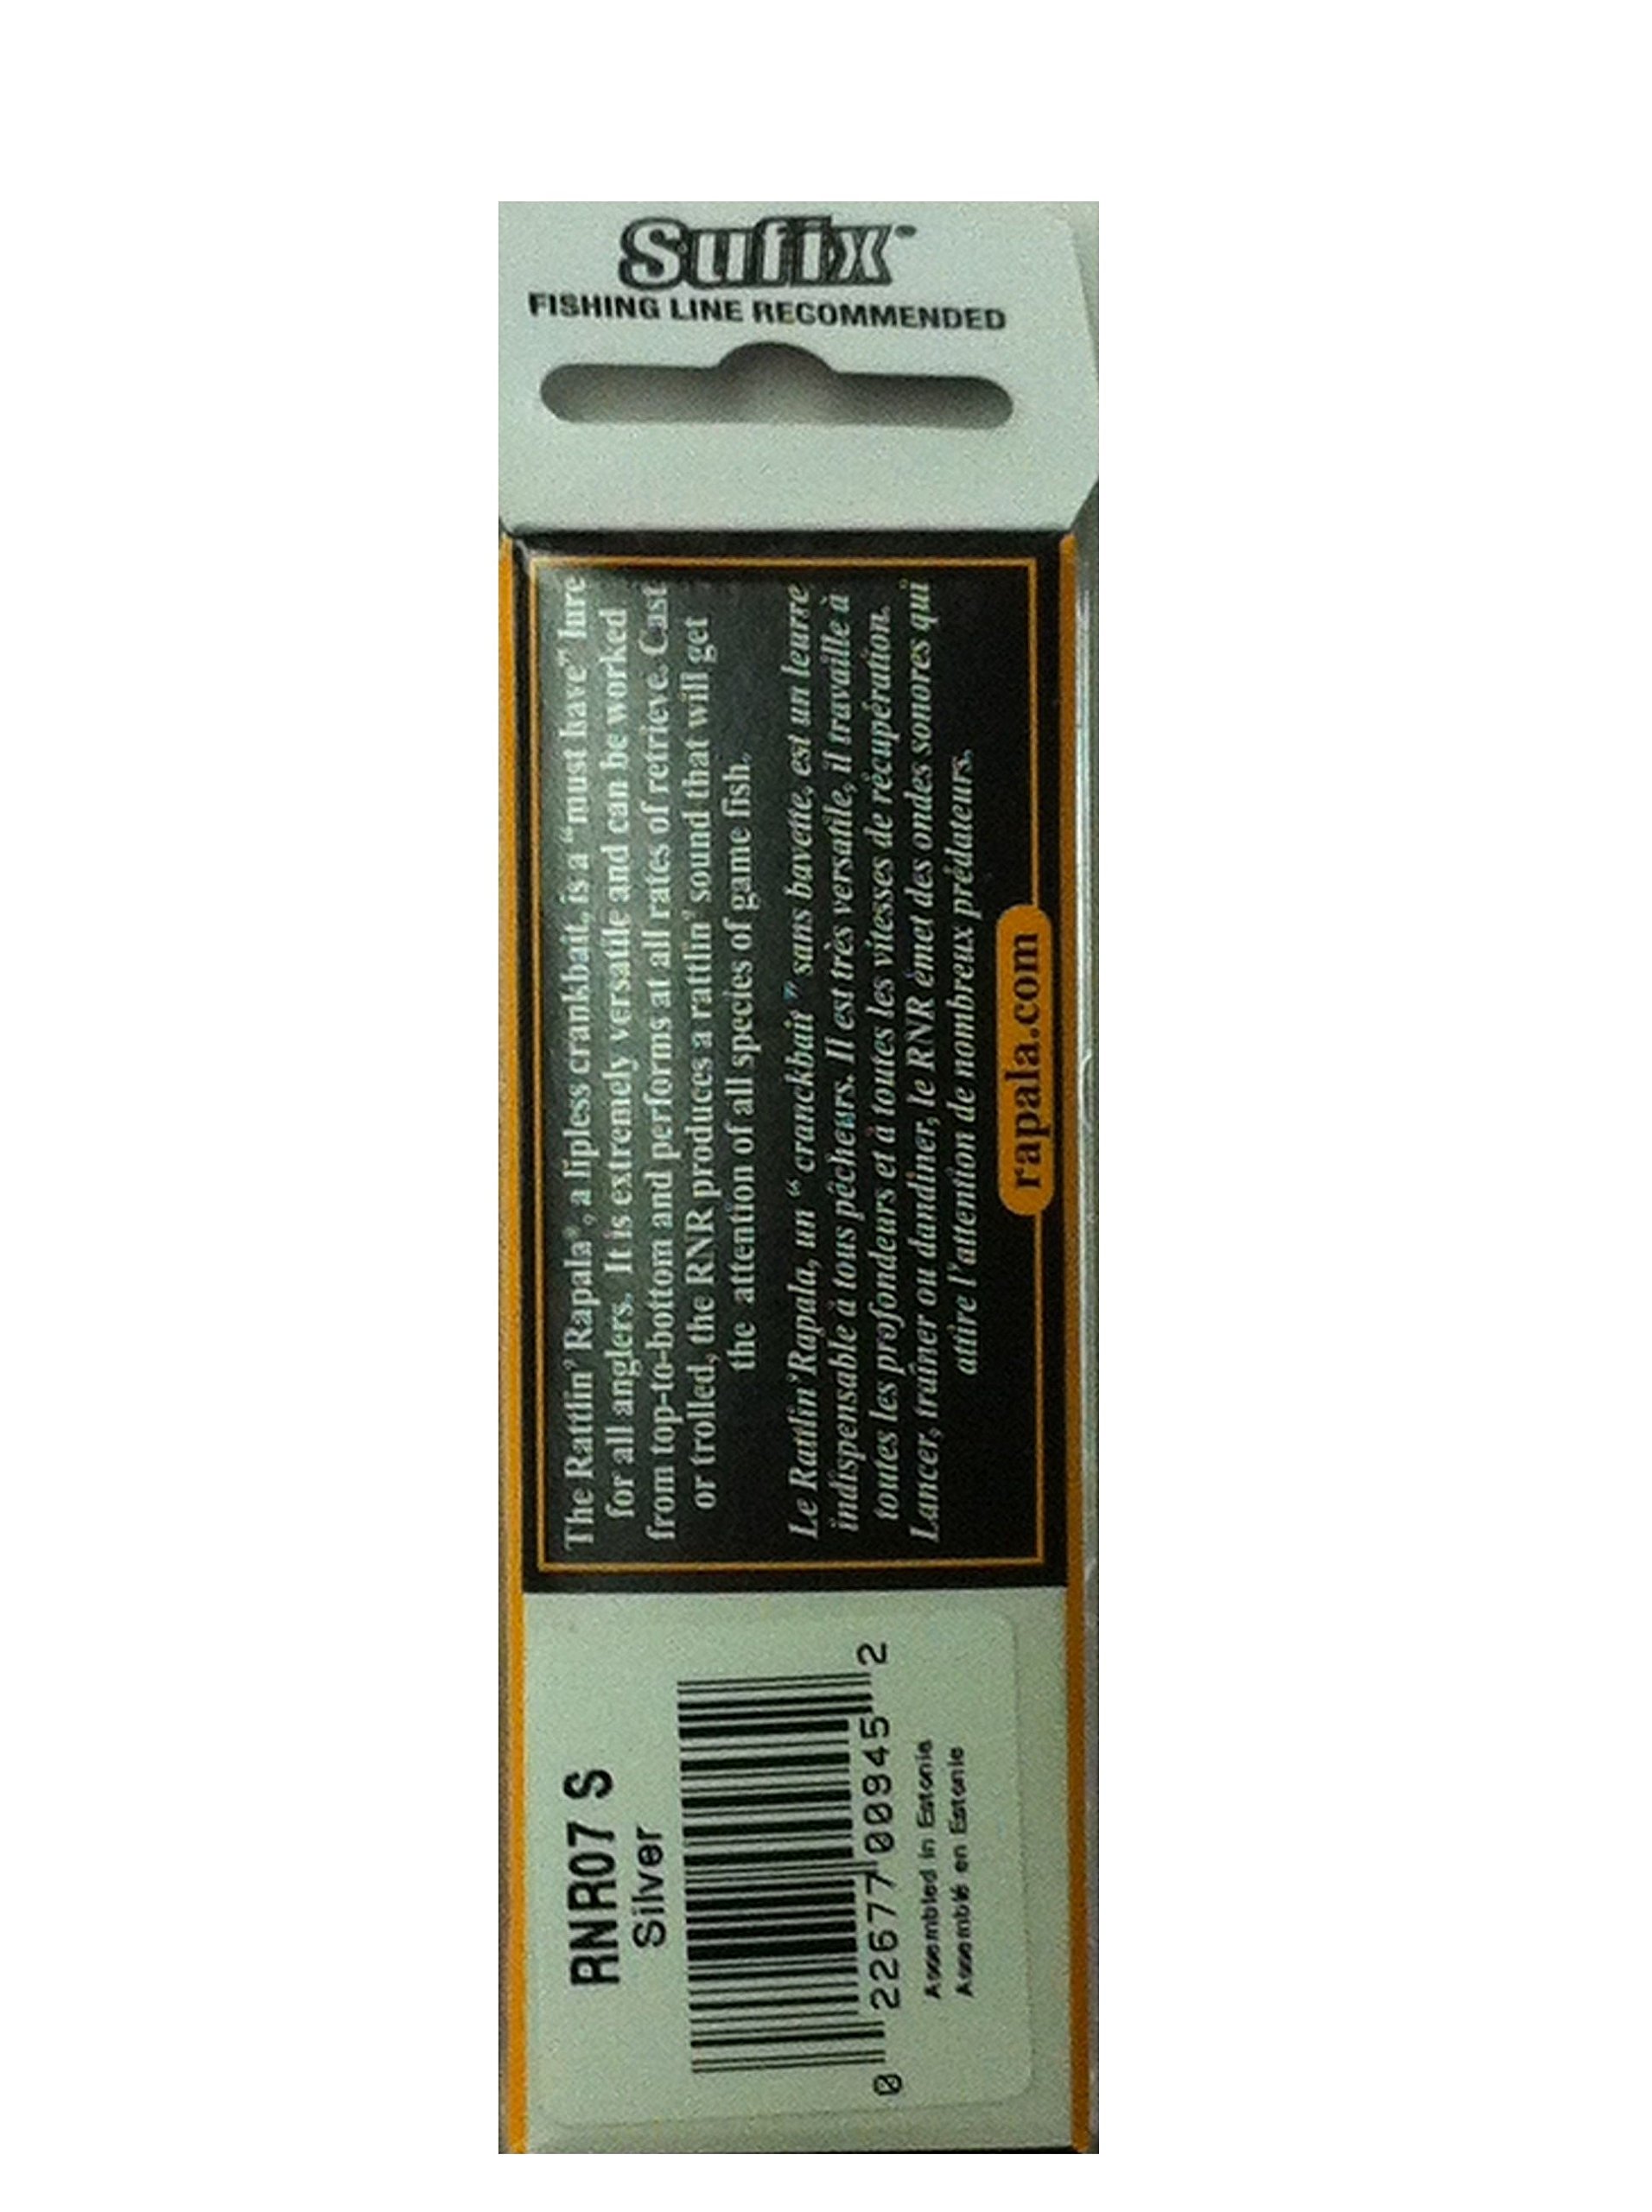 Sufix™
FISHING LINE RECOMMENDED
The Rattlin' Rapala®, a lipless crankbait, is a "must have" lure
for all anglers. It is extremely versatile and can be worked
from top-to-bottom and performs at all rates of retrieve. Cast
or trolled, the RNR produces a rattlin' sound that will get
the attention of all species of game fish.
Le Rattlin'Rapala, un "cranckbait" sans bavette, est un leurre
indispensable à tous pêcheurs. Il est très versatile, il travaille à
toutes les profondeurs et à toutes les vitesses de récupération.
Lancer, traîner ou dandiner, le RNR émet des ondes sonores qui
attire l'attention de nombreux prédateurs.
rapala.com
RNR07 S
Silver
0 22677 00945 2
Assembled in Estonia
Assemblé en Estonie